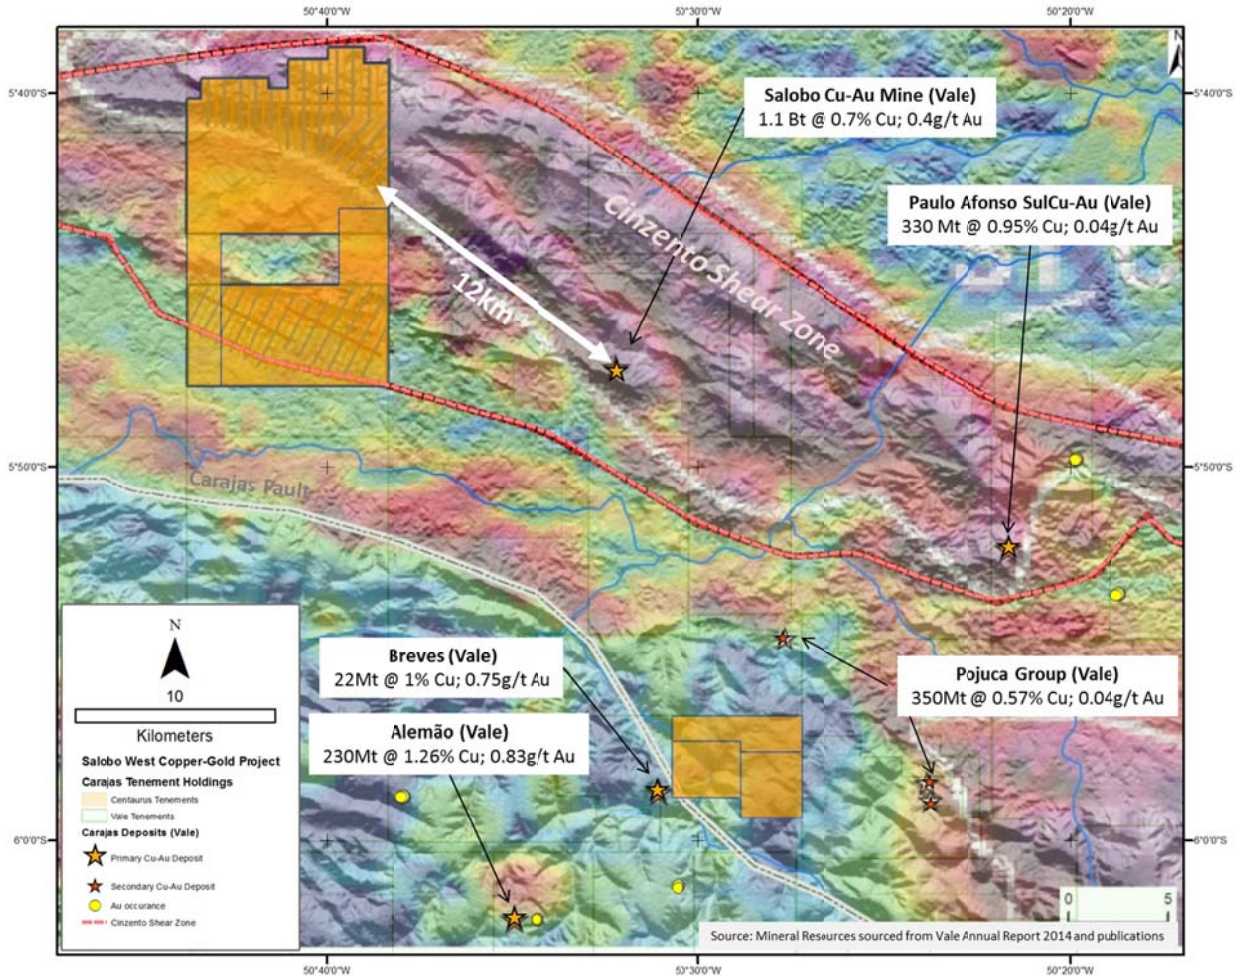 50°40'0"W
53°30'0"W
50°20'0"W
N
5°40'0"S
5°40'0"S
Salobo Cu-Au Mine (Vale)
1.1 Bt @ 0.7% Cu; 0.4g/t Au
Paulo Afonso SulCu-Au (Vale)
330 Mt @ 0.95% Cu; 0.04g/t Au
Cinzento Shear Zone
12km
5°50'0"S
5°50'0"S
Carajas Fault
Breves (Vale)
22Mt @ 1% Cu; 0.75g/t Au
Pojuca Group (Vale)
350Mt @ 0.57% Cu; 0.04g/t Au
Alemão (Vale)
230Mt @ 1.26% Cu; 0.83g/t Au
N
10
Kilometers
Salobo West Copper-Gold Project
Carajas Tenement Holdings
Centaurus Tenements
Vale Tenements
Carajas Deposits (Vale)
Primary Cu-Au Deposit
Secondary Cu-Au Deposit
Au occurance
Cinzento Shear Zone
6°0'0"S
6°0'0"S
0 5
Source: Mineral Resources sourced from Vale Annual Report 2014 and publications
50°40'0"W
53°30'0"W
50°20'0"W